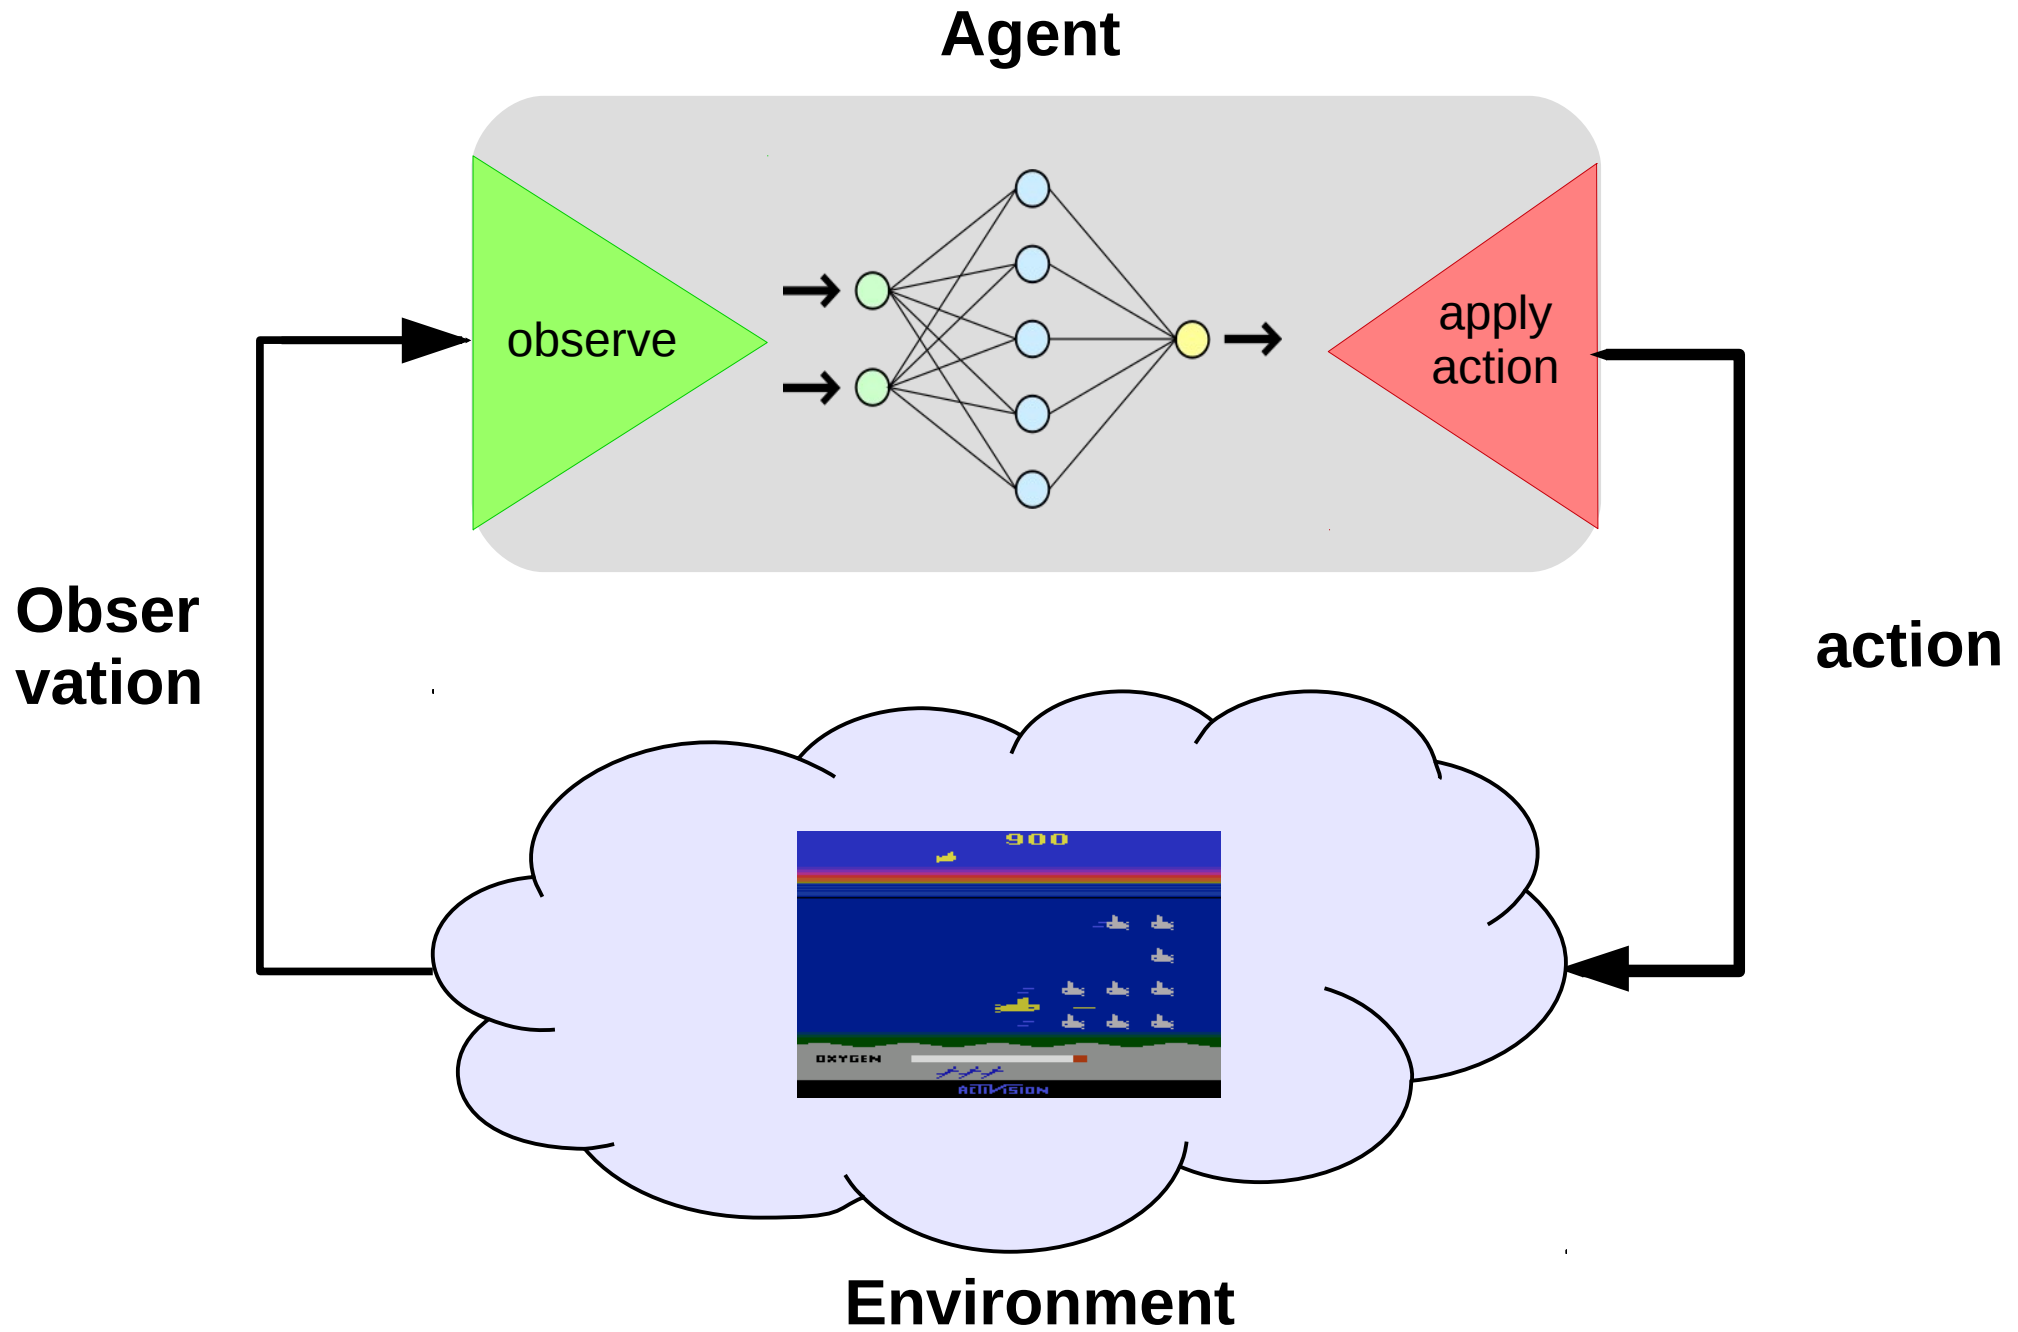 Agent
observe
apply
action
Obser
vation
action
900
OXYGEN
ACTIVISION
Environment